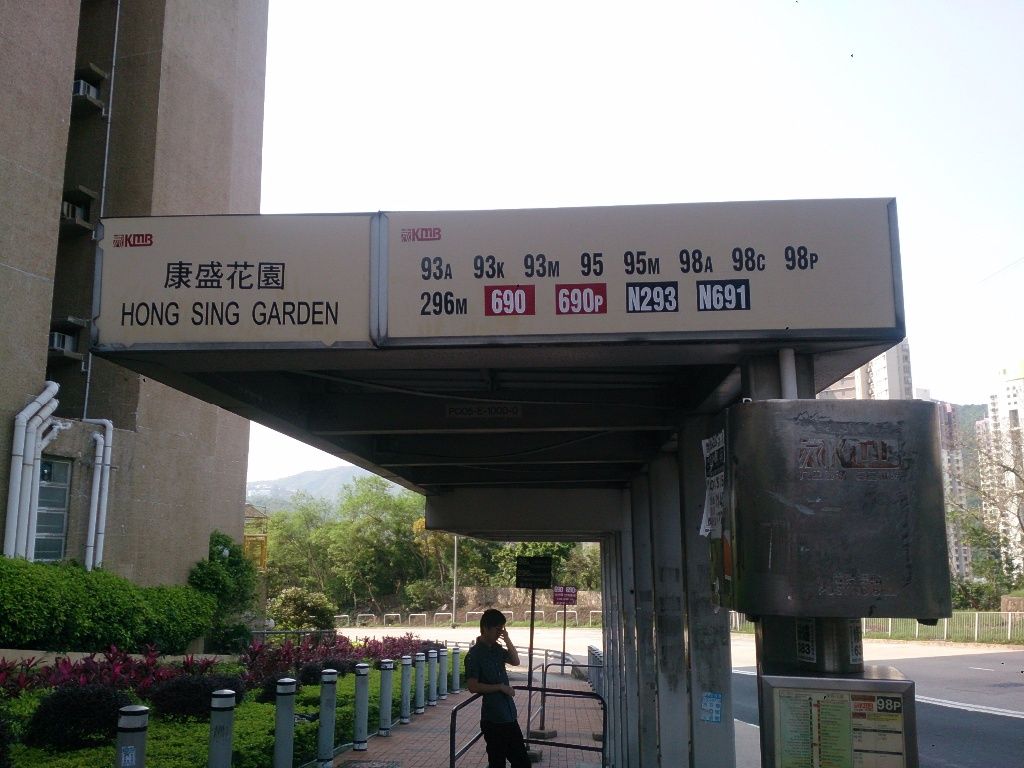 KMB
康盛花園
HONG SING GARDEN
KMB
93A 93K 93M 95 95M 98A 98C 98P
296M 690 690P N293 N691
KMB
98P